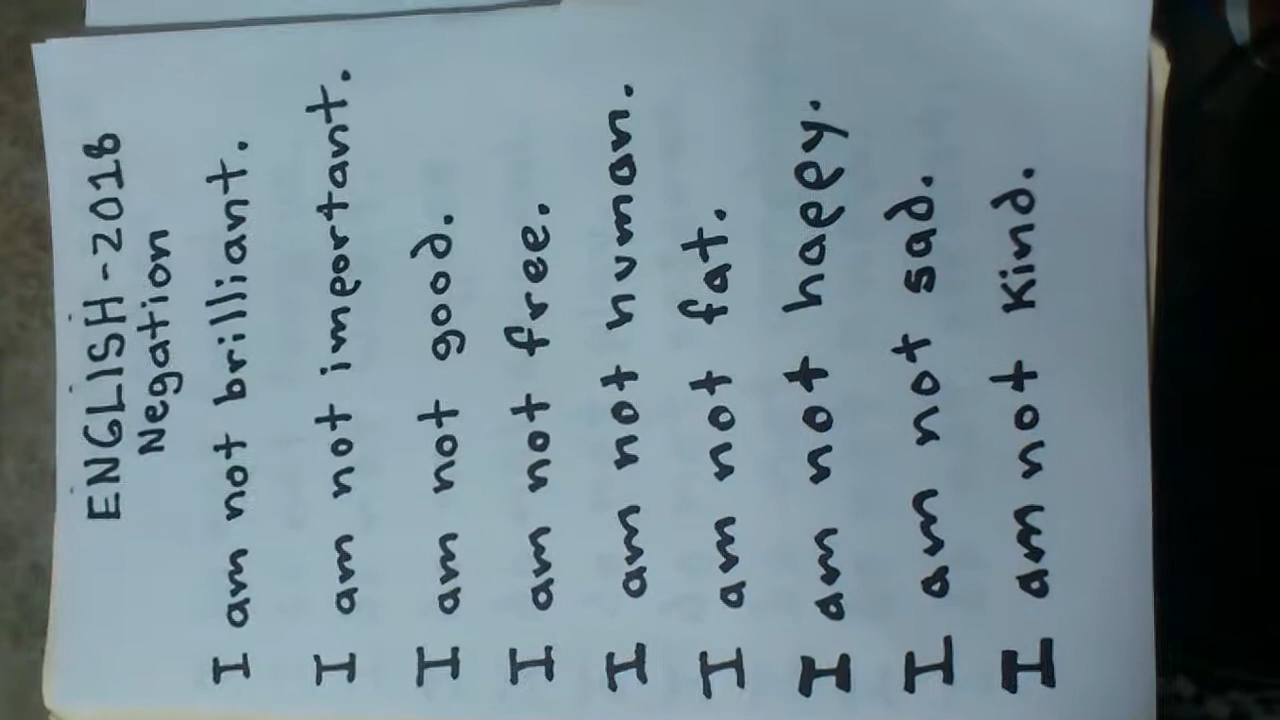 ENGLISH-2018
Negation
I am not brilliant.
I am not important.
I am not good.
I am not free.
I am not human.
I am not fat.
I am not happy.
I am not sad.
I am not kind.